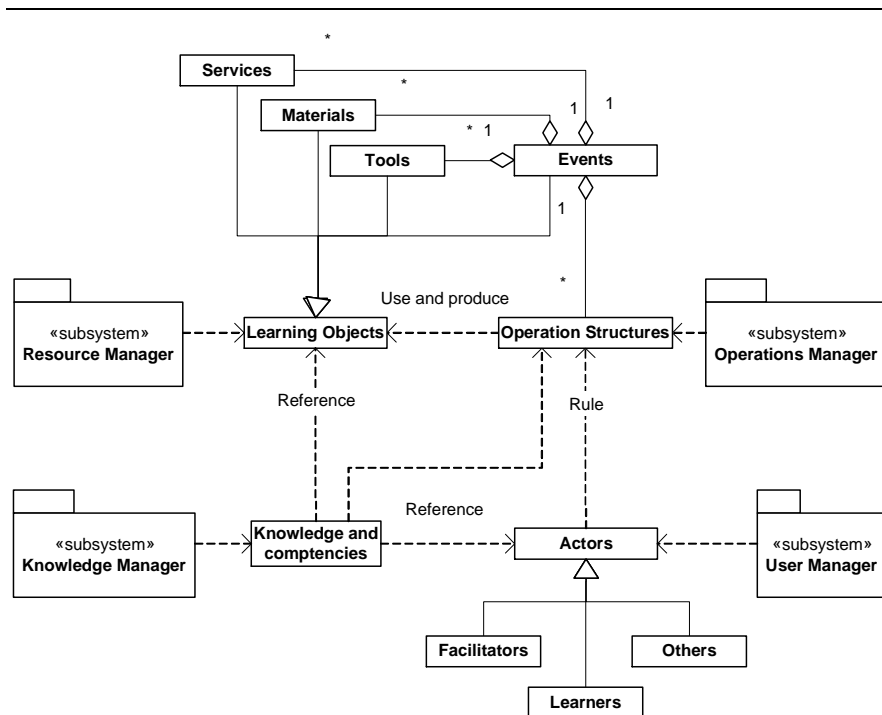 *
Services
*
Materials
1
1
* 1
Tools
Events
1
*
Use and produce
«subsystem»
Resource Manager
Learning Objects
Operation Structures
«subsystem»
Operations Manager
Reference
Rule
«subsystem»
Knowledge Manager
Knowledge and
comptencies
Reference
Actors
«subsystem»
User Manager
Facilitators
Others
Learners